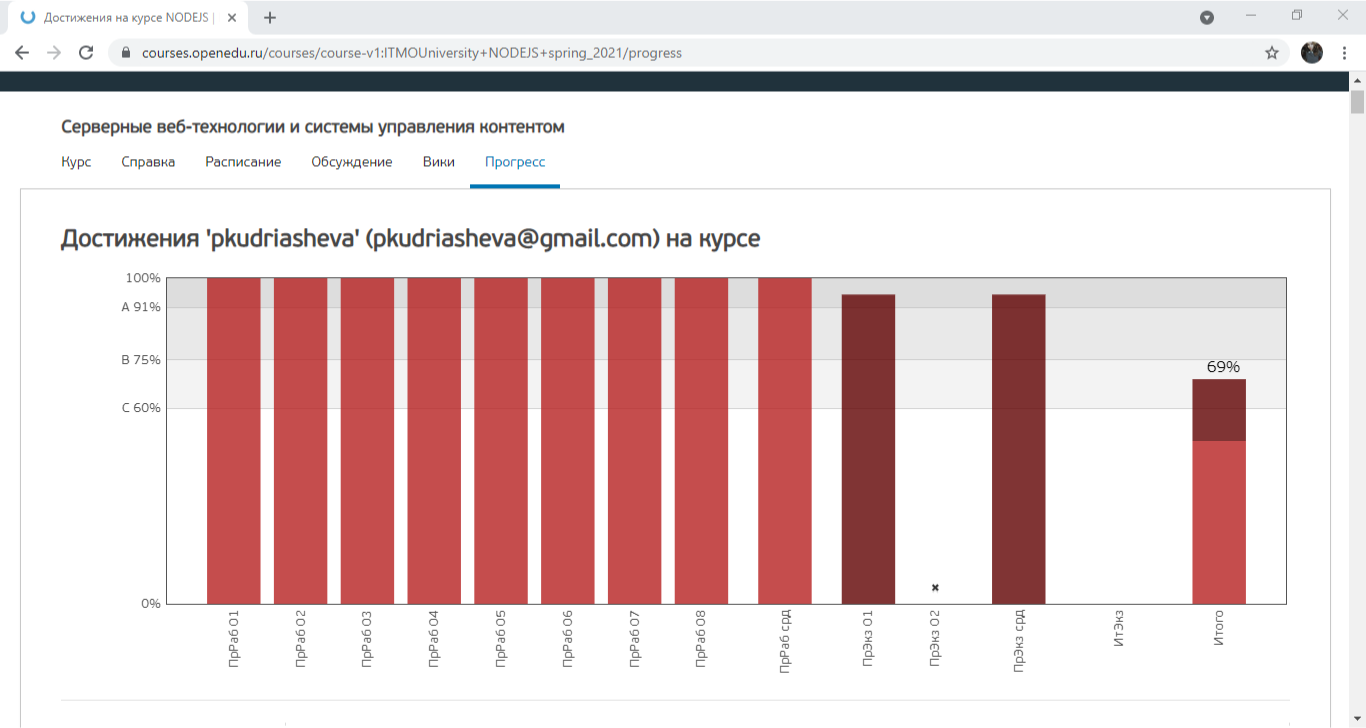 Достижения на курсе NODEJS |
courses.openedu.ru/courses/course-v1:ITMOUniversity+NODEJS+spring_2021/progress
Серверные веб-технологии и системы управления контентом
Курс Справка Расписание Обсуждение Вики Прогресс
Достижения 'pkudriasheva' (pkudriasheva@gmail.com) на курсе
100%
A 91%
B 75%
C 60%
0%
69%
ПрРаб 01
ПрРаб 02
ПрРаб 03
ПрРаб 04
ПрРаб 05
ПрРаб 06
ПрРаб 07
ПрРаб 08
ПрРаб срд
ПрЭкз 01
ПрЭкз 02
ПрЭкз срд
ИтЭкз
Итого